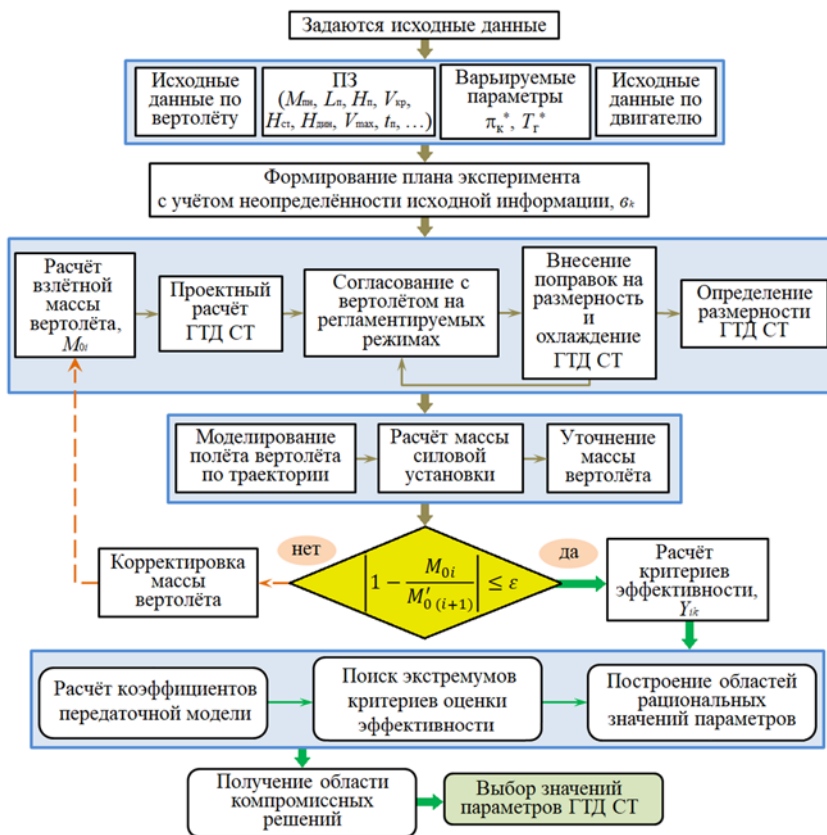 Задаются исходные данные
Исходные
данные по
вертолёту
ПЗ
(Mпн, Lп, Hп, Vкр,
Hст, Hдин, Vmax, tп, …)
Варьируемые
параметры
πк*, Tг*
Исходные
данные по
двигателю
Формирование плана эксперимента
с учётом неопределённости исходной информации, вk
Расчёт
взлётной
массы
вертолёта,
M0i
Проектный
расчёт
ГТД СТ
Согласование с
вертолётом на
регламентируемых
режимах
Внесение
поправок на
размерность
и
охлаждение
ГТД СТ
Определение
размерности
ГТД СТ
Моделирование
полёта вертолёта
по траектории
Расчёт массы
силовой
установки
Уточнение
массы
вертолёта
Корректировка
массы
вертолёта
нет
|1 − M0i / M′0 (i+1)| ≤ ε
да
Расчёт
критериев
эффективности,
Yik
Расчёт коэффициентов
передаточной модели
Поиск экстремумов
критериев оценки
эффективности
Построение областей
рациональных
значений параметров
Получение области
компромиссных
решений
Выбор значений
параметров ГТД СТ